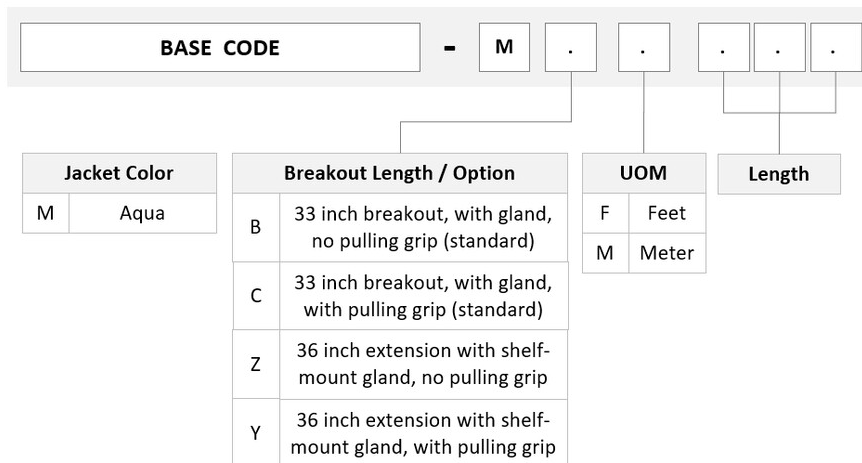 BASE CODE - M . . . . .
Jacket Color
M Aqua
Breakout Length / Option
B 33 inch breakout, with gland,
no pulling grip (standard)
C 33 inch breakout, with gland,
with pulling grip (standard)
Z 36 inch extension with shelf-
mount gland, no pulling grip
Y 36 inch extension with shelf-
mount gland, with pulling grip
UOM
F Feet
M Meter
Length